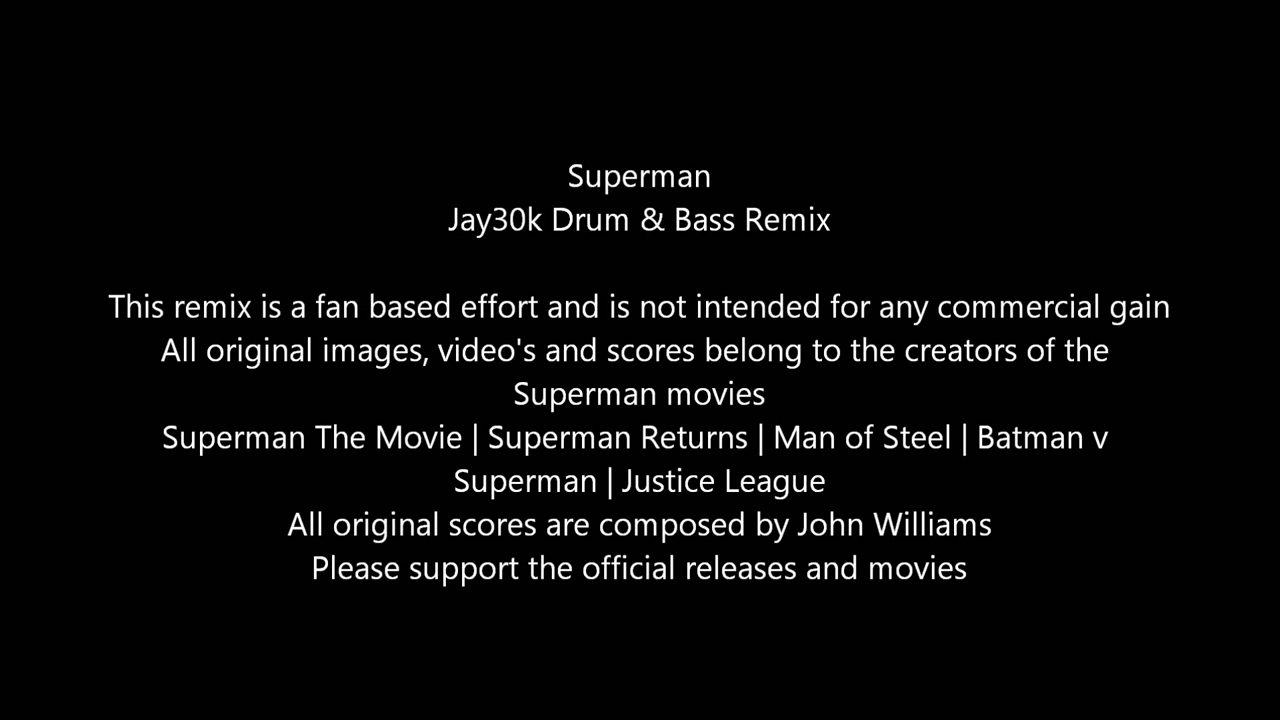 Superman
Jay30k Drum & Bass Remix
This remix is a fan based effort and is not intended for any commercial gain
All original images, video's and scores belong to the creators of the
Superman movies
Superman The Movie | Superman Returns | Man of Steel | Batman v
Superman | Justice League
All original scores are composed by John Williams
Please support the official releases and movies